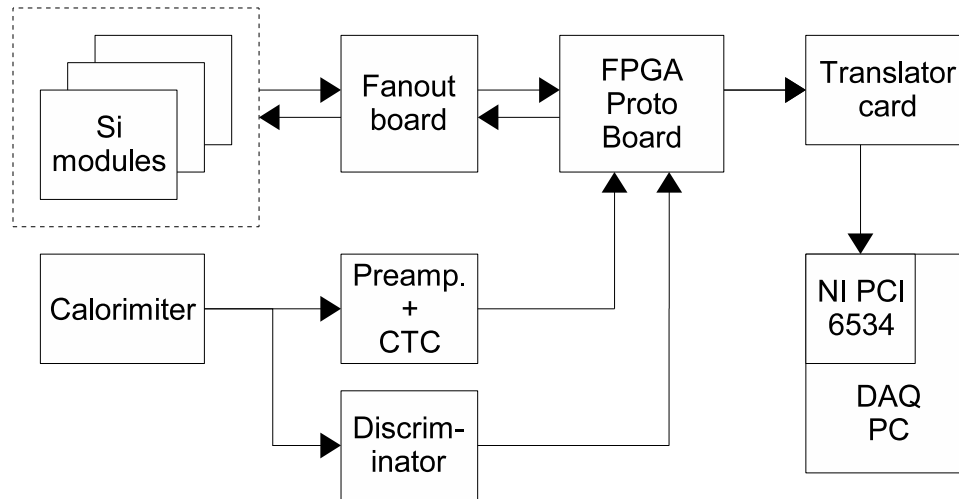 Si
modules
Fanout
board
FPGA
Proto
Board
Translator
card
Calorimiter
Preamp.
+
CTC
NI PCI
6534
Discrim-
inator
DAQ
PC